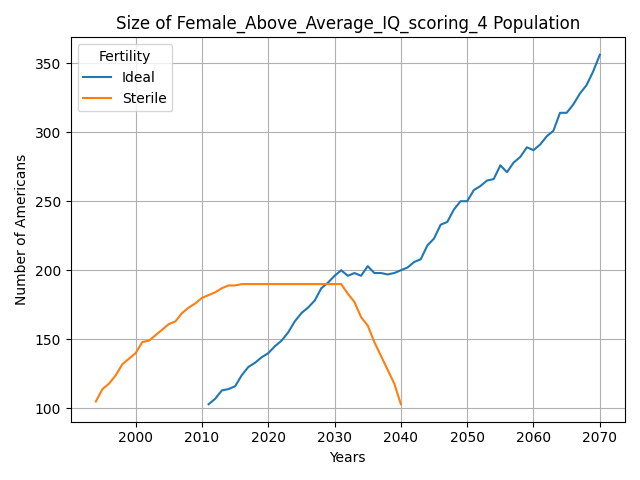 Size of Female_Above_Average_IQ_scoring_4 Population
Fertility
Ideal
Sterile
Number of Americans
350
300
250
200
150
100
2000 2010 2020 2030 2040 2050 2060 2070
Years